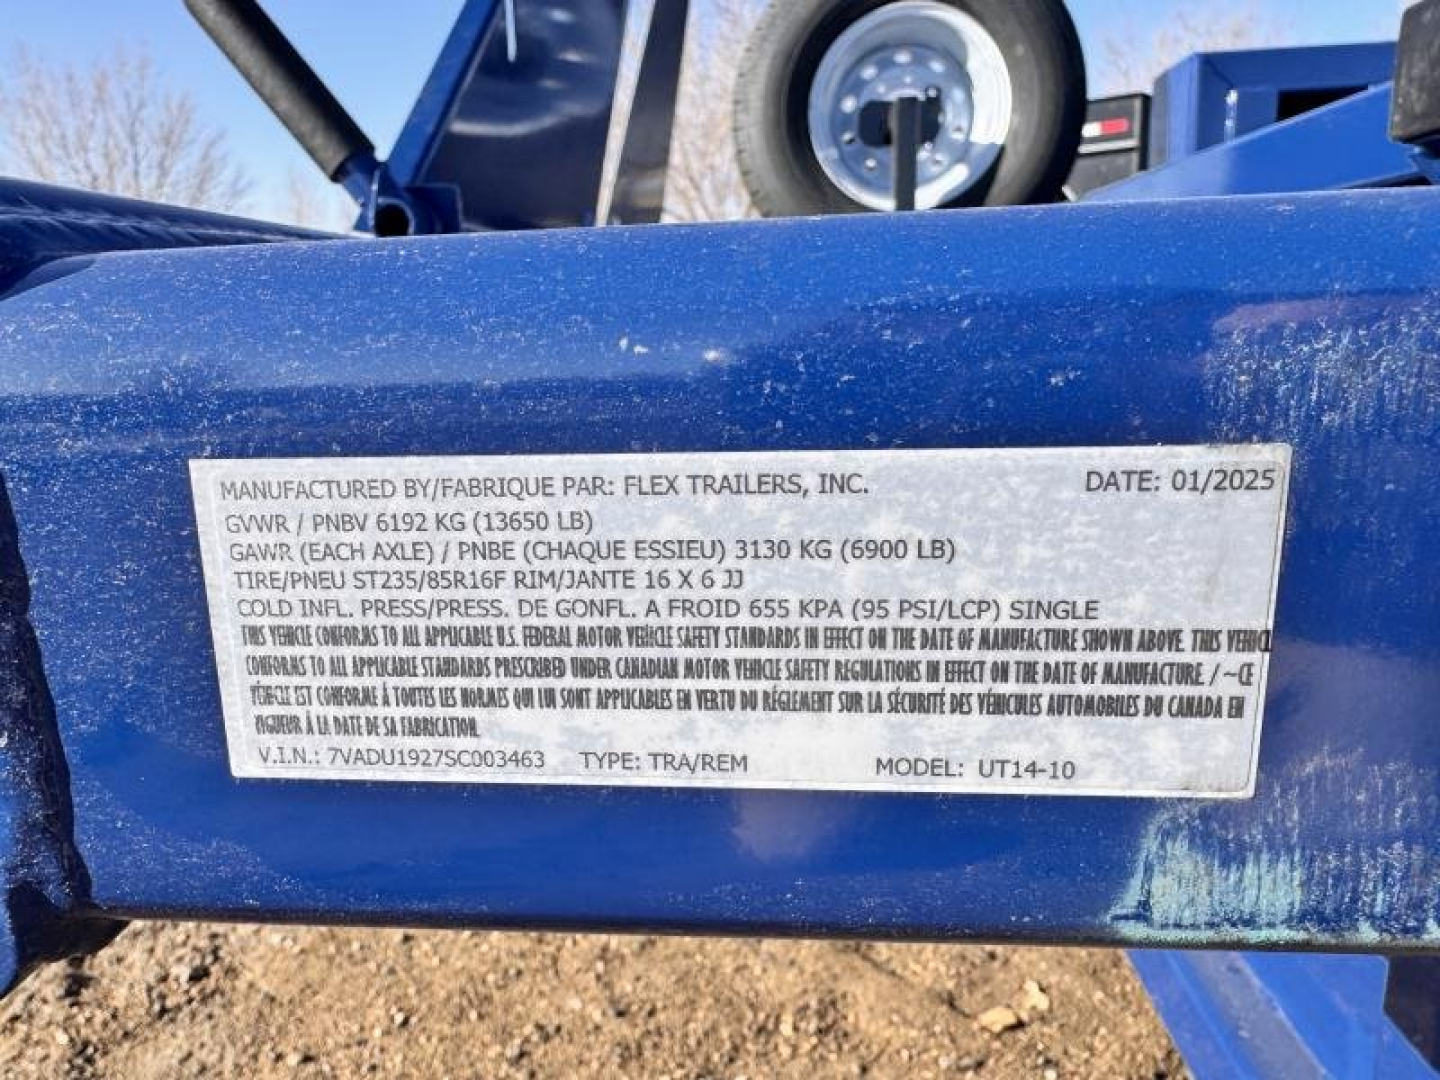 MANUFACTURED BY/FABRIQUE PAR: FLEX TRAILERS, INC. DATE: 01/2025
GVWR / PNBV 6192 KG (13650 LB)
GAWR (EACH AXLE) / PNBE (CHAQUE ESSIEU) 3130 KG (6900 LB)
TIRE/PNEU ST235/85R16F RIM/JANTE 16 X 6 JJ
COLD INFL. PRESS/PRESS. DE GONFL. A FROID 655 KPA (95 PSI/LCP) SINGLE
THIS VEHICLE CONFORMS TO ALL APPLICABLE U.S. FEDERAL MOTOR VEHICLE SAFETY STANDARDS IN EFFECT ON THE DATE OF MANUFACTURE SHOWN ABOVE. THIS VEHICL
CONFORMS TO ALL APPLICABLE STANDARDS PRESCRIBED UNDER CANADIAN MOTOR VEHICLE SAFETY REGULATIONS IN EFFECT ON THE DATE OF MANUFACTURE. / ~CE
VÉHICLE EST CONFORME À TOUTES LES NORMES QUI LUI SONT APPLICABLES EN VERTU DU RÈGLEMENT SUR LA SÉCURITÉ DES VÉHICULES AUTOMOBILES DU CANADA EN
VIGUEUR À LA DATE DE SA FABRICATION.
V.I.N.: 7VADU1927SC003463 TYPE: TRA/REM MODEL: UT14-10